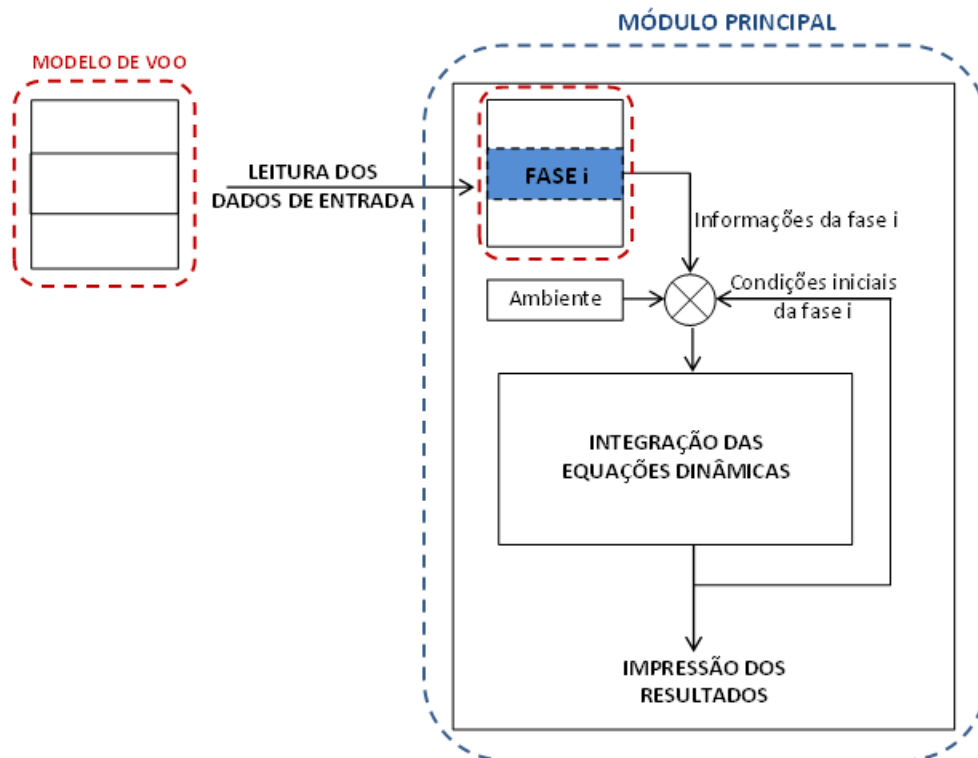 MÓDULO PRINCIPAL
MODELO DE VOO
LEITURA DOS
DADOS DE ENTRADA
FASE i
Informações da fase i
Ambiente
Condições iniciais
da fase i
INTEGRAÇÃO DAS
EQUAÇÕES DINÂMICAS
IMPRESSÃO DOS
RESULTADOS